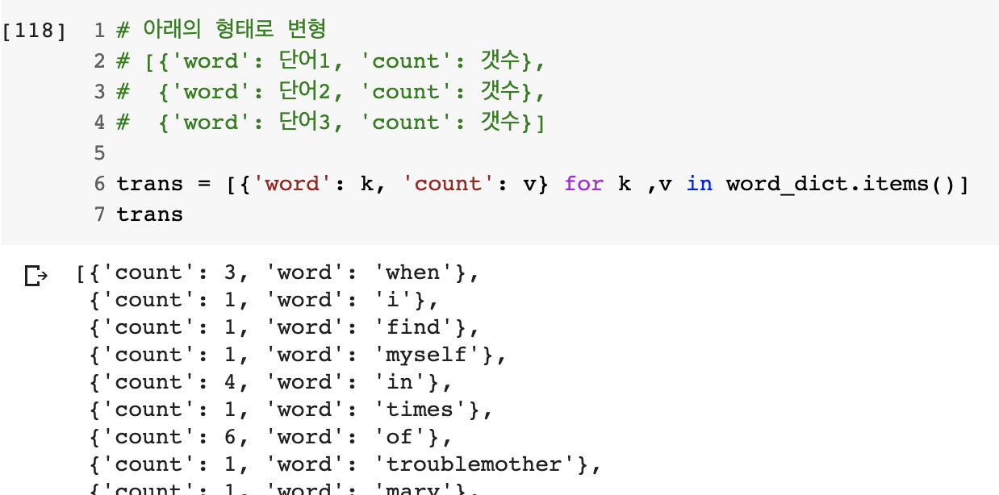 [118] 1 # 아래의 형태로 변형
2 # [{'word': 단어1, 'count': 갯수},
3 #  {'word': 단어2, 'count': 갯수},
4 #  {'word': 단어3, 'count': 갯수}]
5
6 trans = [{'word': k, 'count': v} for k ,v in word_dict.items()]
7 trans
[{'count': 3, 'word': 'when'},
{'count': 1, 'word': 'i'},
{'count': 1, 'word': 'find'},
{'count': 1, 'word': 'myself'},
{'count': 4, 'word': 'in'},
{'count': 1, 'word': 'times'},
{'count': 6, 'word': 'of'},
{'count': 1, 'word': 'troublemother'},
{'count': 1, 'word': 'mary'},